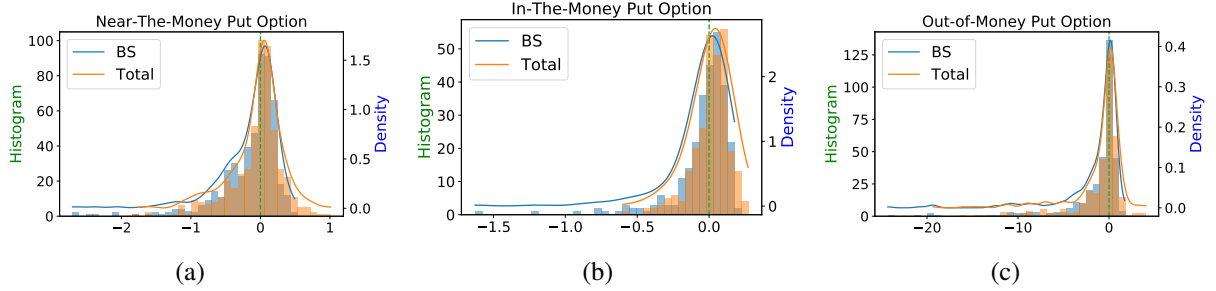 Near-The-Money Put Option
BS
Total
Histogram
Density
100
80
60
40
20
0
1.5
1.0
0.5
0.0
−2
−1
0
1
(a)
In-The-Money Put Option
BS
Total
Histogram
Density
50
40
30
20
10
0
2
1
0
−1.5
−1.0
−0.5
0.0
(b)
Out-of-Money Put Option
BS
Total
Histogram
Density
125
100
75
50
25
0
0.4
0.3
0.2
0.1
0.0
−20
−10
0
(c)